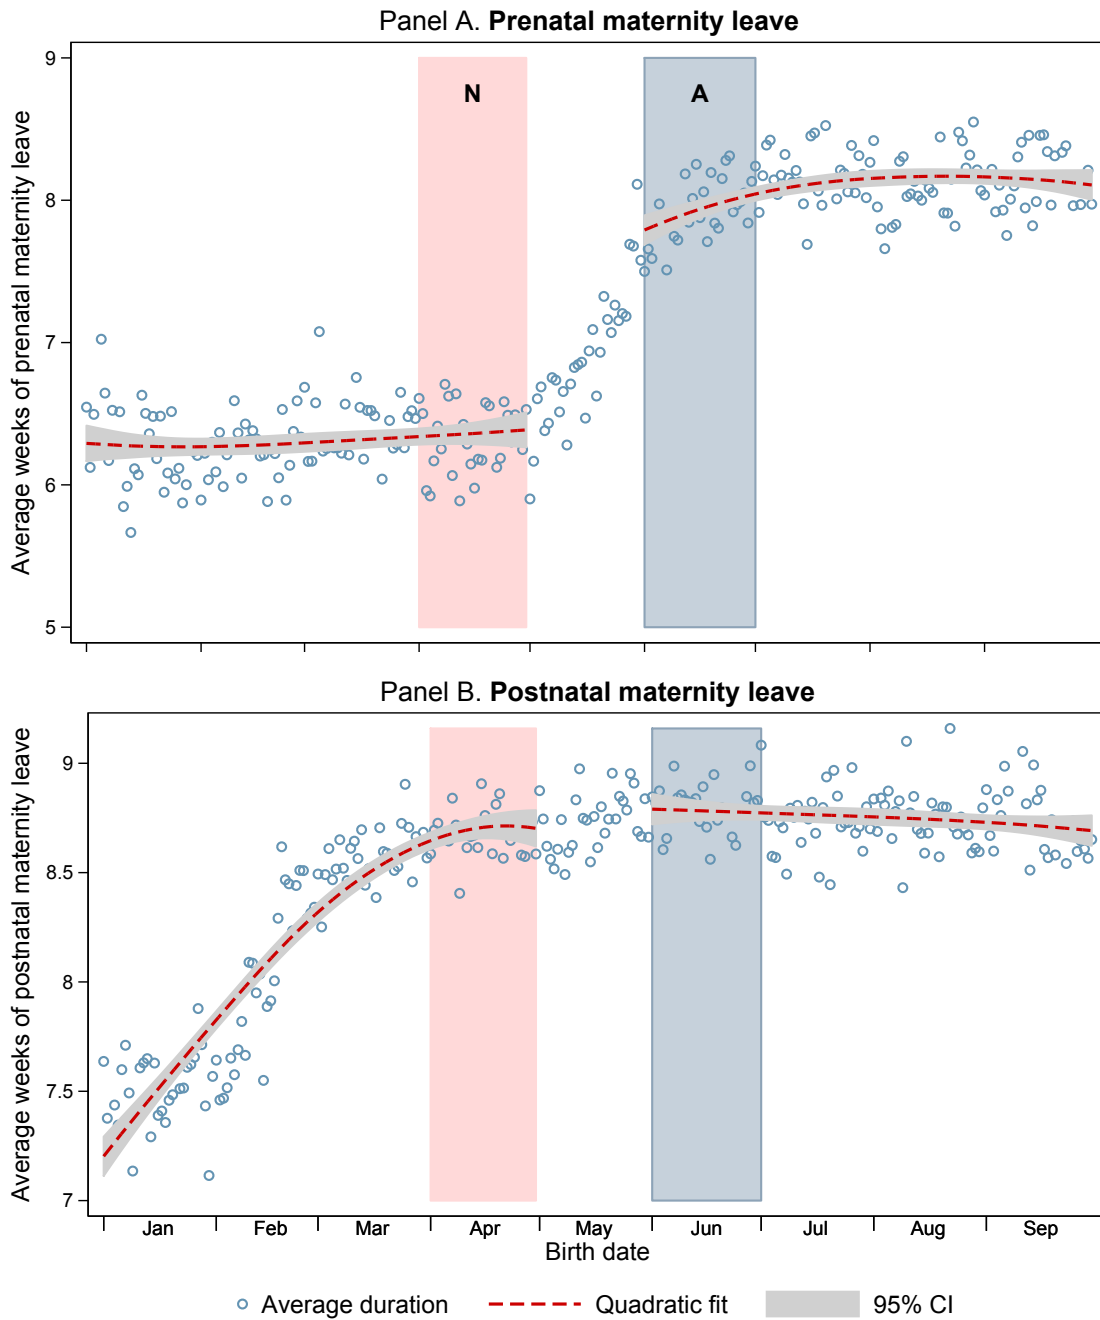 Panel A. Prenatal maternity leave
Average weeks of prenatal maternity leave
9
8
7
6
5
N
A
Panel B. Postnatal maternity leave
Average weeks of postnatal maternity leave
9
8.5
8
7.5
7
Jan Feb Mar Apr May Jun Jul Aug Sep
Birth date
Average duration Quadratic fit 95% CI